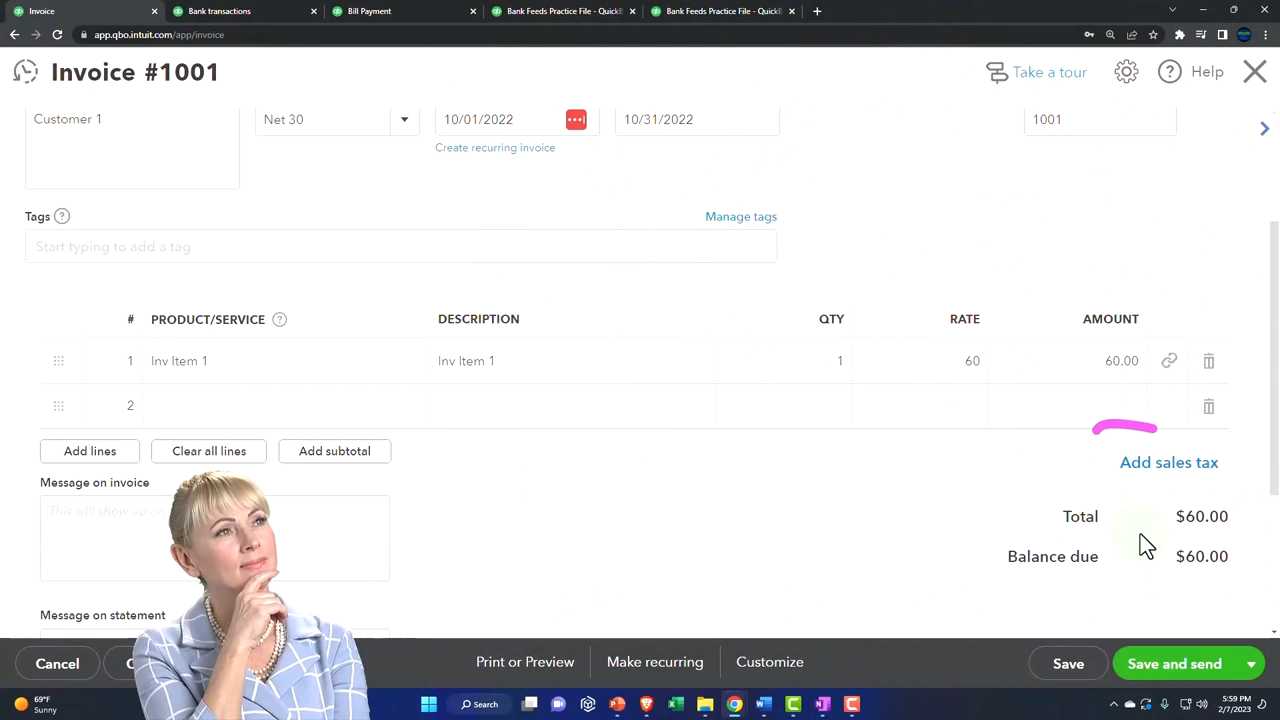 Invoice
Bank transactions
Bill Payment
Bank Feeds Practice File - Quick
Bank Feeds Practice File - Quick
app.qbo.intuit.com/app/invoice
Invoice #1001
Take a tour
Help
Customer 1
Net 30
10/01/2022
10/31/2022
1001
Create recurring invoice
Tags
Manage tags
Start typing to add a tag
# PRODUCT/SERVICE DESCRIPTION QTY RATE AMOUNT
1 Inv Item 1 Inv Item 1 1 60 60.00
2
Add lines
Clear all lines
Add subtotal
Message on invoice
Add sales tax
This will show up
Total $60.00
Balance due $60.00
Message on statement
Cancel
Print or Preview
Make recurring
Customize
Save
Save and send
69°F
Sunny
Search
5:59 PM
2/7/2023